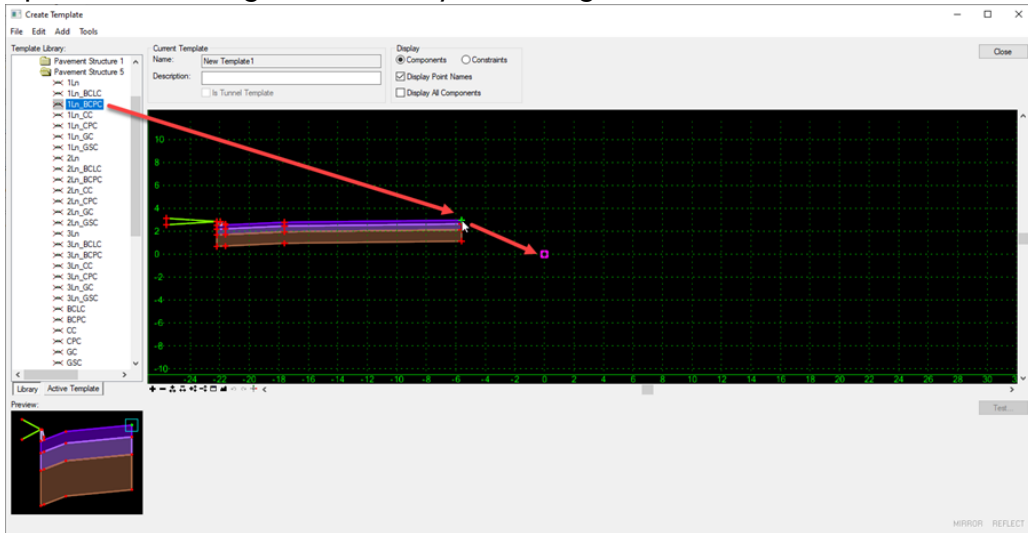 Create Template
File Edit Add Tools
Template Library:
Pavement Structure 1
Pavement Structure 5
1Ln
1Ln_BCLC
1Ln_BCPC
1Ln_CC
1Ln_CPC
1Ln_GC
1Ln_GSC
2Ln
2Ln_BCLC
2Ln_BCPC
2Ln_CC
2Ln_CPC
2Ln_GC
2Ln_GSC
3Ln
3Ln_BCLC
3Ln_BCPC
3Ln_CC
3Ln_CPC
3Ln_GC
3Ln_GSC
BCLC
BCPC
CC
CPC
GC
GSC
Library Active Template
Preview:
Current Template
Name: New Template1
Description:
Is Tunnel Template
Display
Components Constraints
Display Point Names
Display All Components
Close
10
8
6
4
2
0
-2
-4
-6
-8
-10
-24 -22 -20 -18 -16 -14 -12 -10 -8 -6 -4 -2 0 2 4 6 8 10 12 14 16 18 20 22 24 26 28 30
Test...
MIRROR REFLECT